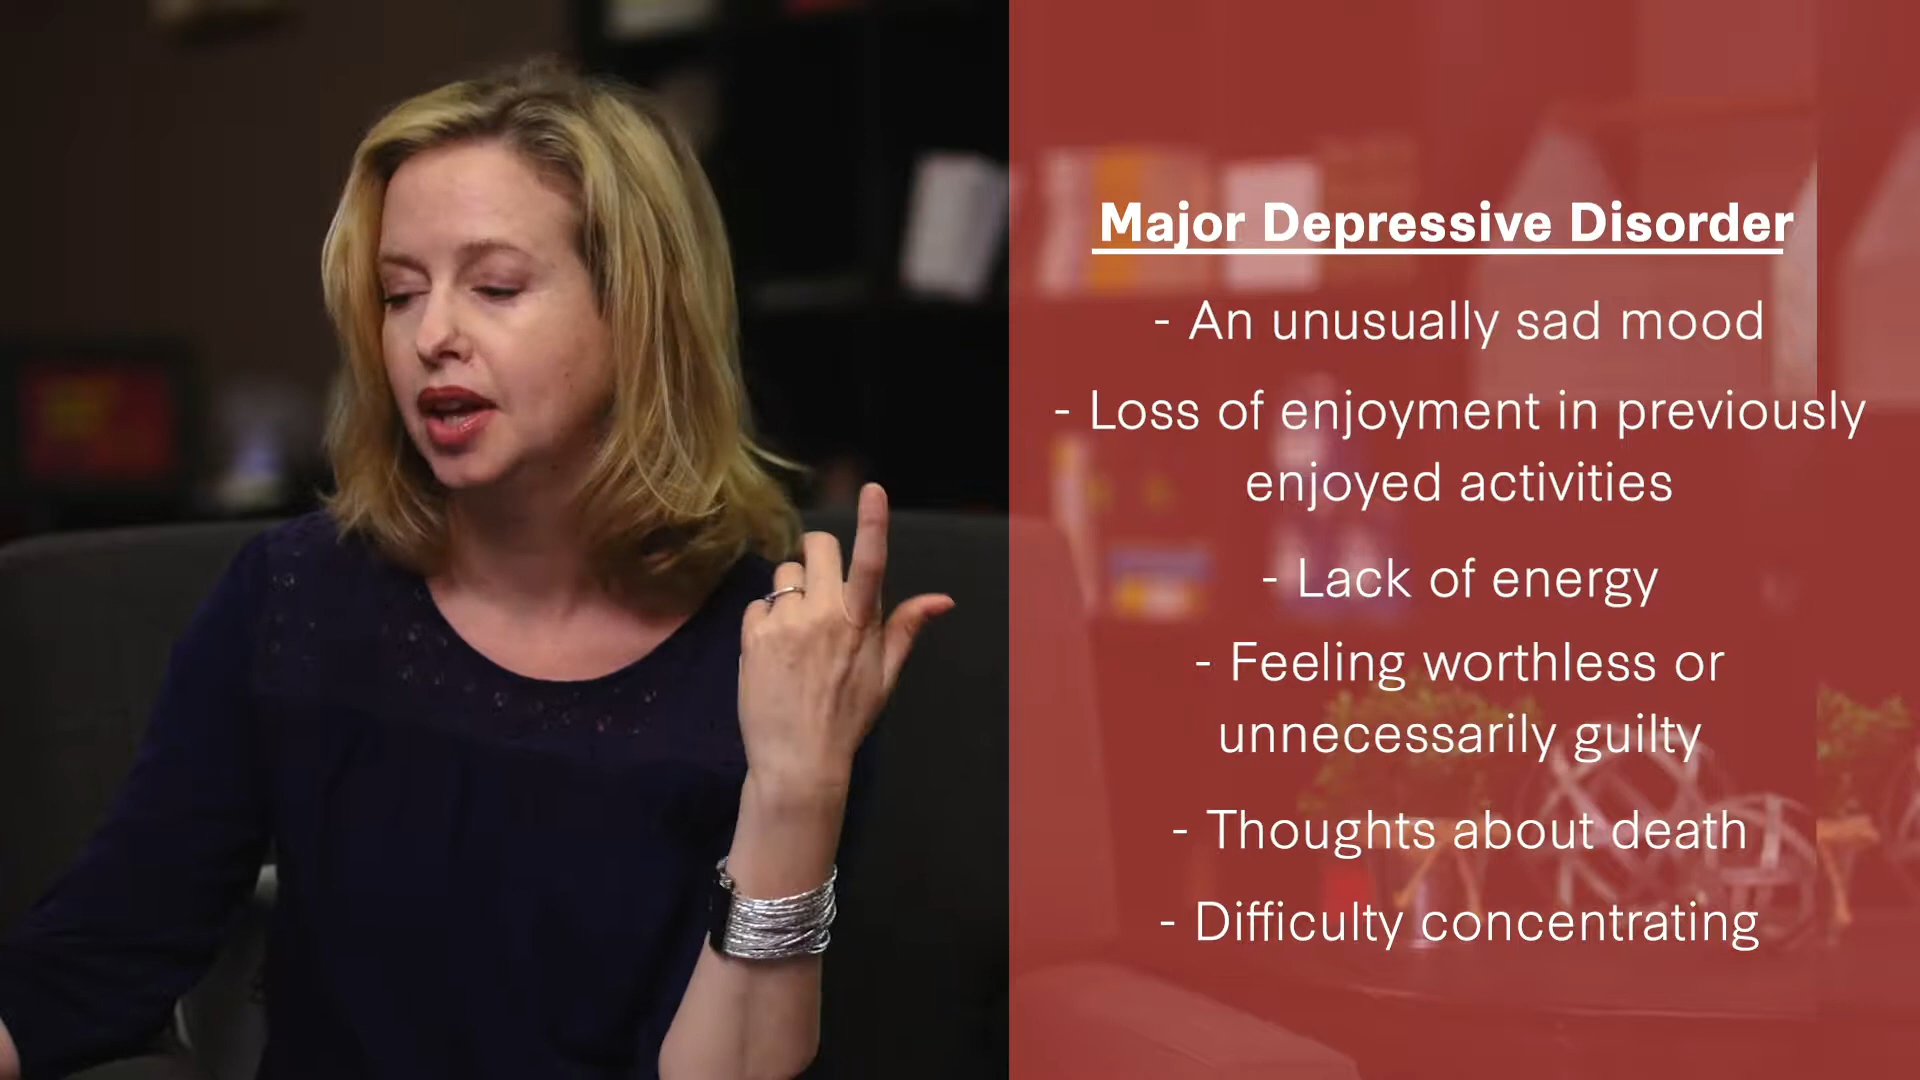 Major Depressive Disorder
- An unusually sad mood
- Loss of enjoyment in previously
enjoyed activities
- Lack of energy
- Feeling worthless or
unnecessarily guilty
- Thoughts about death
- Difficulty concentrating